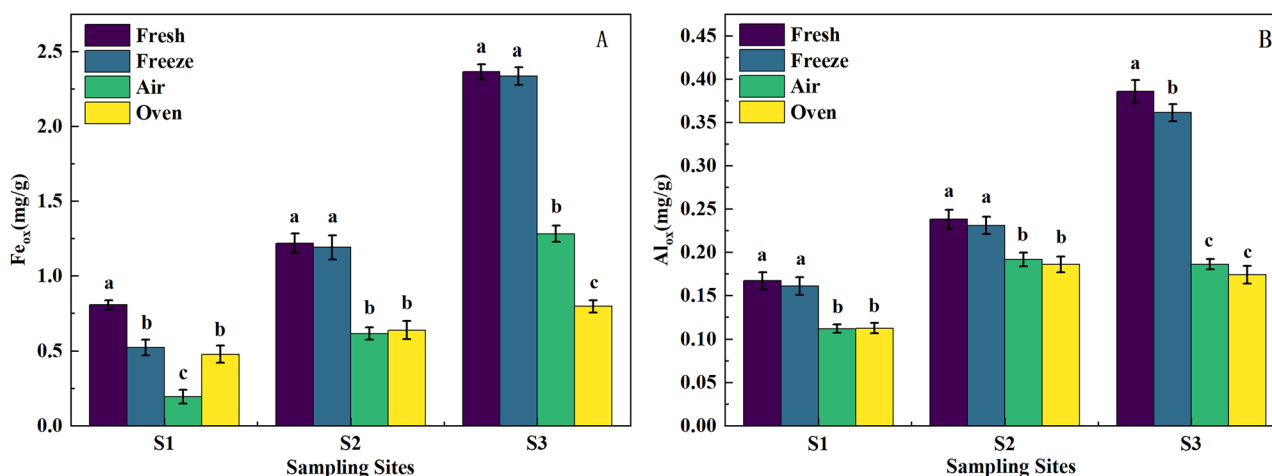 A
Fresh
Freeze
Air
Oven
Fe_ox(mg/g)
2.5
2.0
1.5
1.0
0.5
0.0
a
b
c
b
a
a
b
b
a
a
b
c
S1
S2
S3
Sampling Sites
B
Fresh
Freeze
Air
Oven
Al_ox(mg/g)
0.45
0.40
0.35
0.30
0.25
0.20
0.15
0.10
0.05
0.00
a
a
b
b
a
a
b
b
a
b
c
c
S1
S2
S3
Sampling Sites